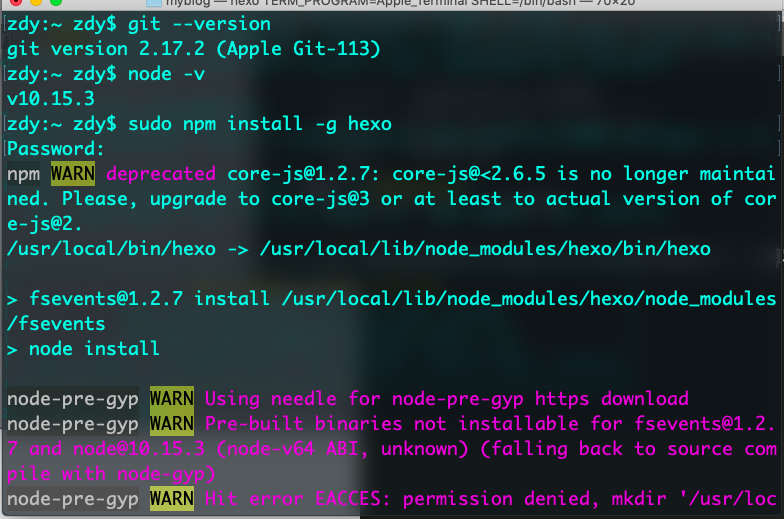 myblog — hexo TERM_PROGRAM=Apple_Terminal SHELL=/bin/bash — 70×20
zdy:~ zdy$ git --version
git version 2.17.2 (Apple Git-113)
zdy:~ zdy$ node -v
v10.15.3
zdy:~ zdy$ sudo npm install -g hexo
Password:
npm WARN deprecated core-js@1.2.7: core-js@<2.6.5 is no longer maintai
ned. Please, upgrade to core-js@3 or at least to actual version of cor
e-js@2.
/usr/local/bin/hexo -> /usr/local/lib/node_modules/hexo/bin/hexo
> fsevents@1.2.7 install /usr/local/lib/node_modules/hexo/node_modules
/fsevents
> node install
node-pre-gyp WARN Using needle for node-pre-gyp https download
node-pre-gyp WARN Pre-built binaries not installable for fsevents@1.2.
7 and node@10.15.3 (node-v64 ABI, unknown) (falling back to source com
pile with node-gyp)
node-pre-gyp WARN Hit error EACCES: permission denied, mkdir '/usr/loc